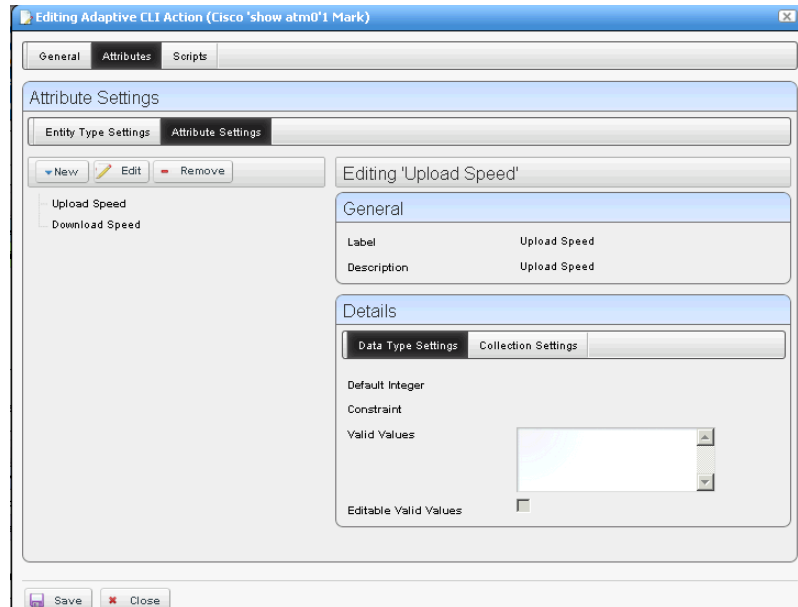 Editing Adaptive CLI Action (Cisco 'show atm0'1 Mark)
General Attributes Scripts
Attribute Settings
Entity Type Settings Attribute Settings
New Edit Remove
Upload Speed
Download Speed
Editing 'Upload Speed'
General
Label Upload Speed
Description Upload Speed
Details
Data Type Settings Collection Settings
Default Integer
Constraint
Valid Values
Editable Valid Values
Save Close